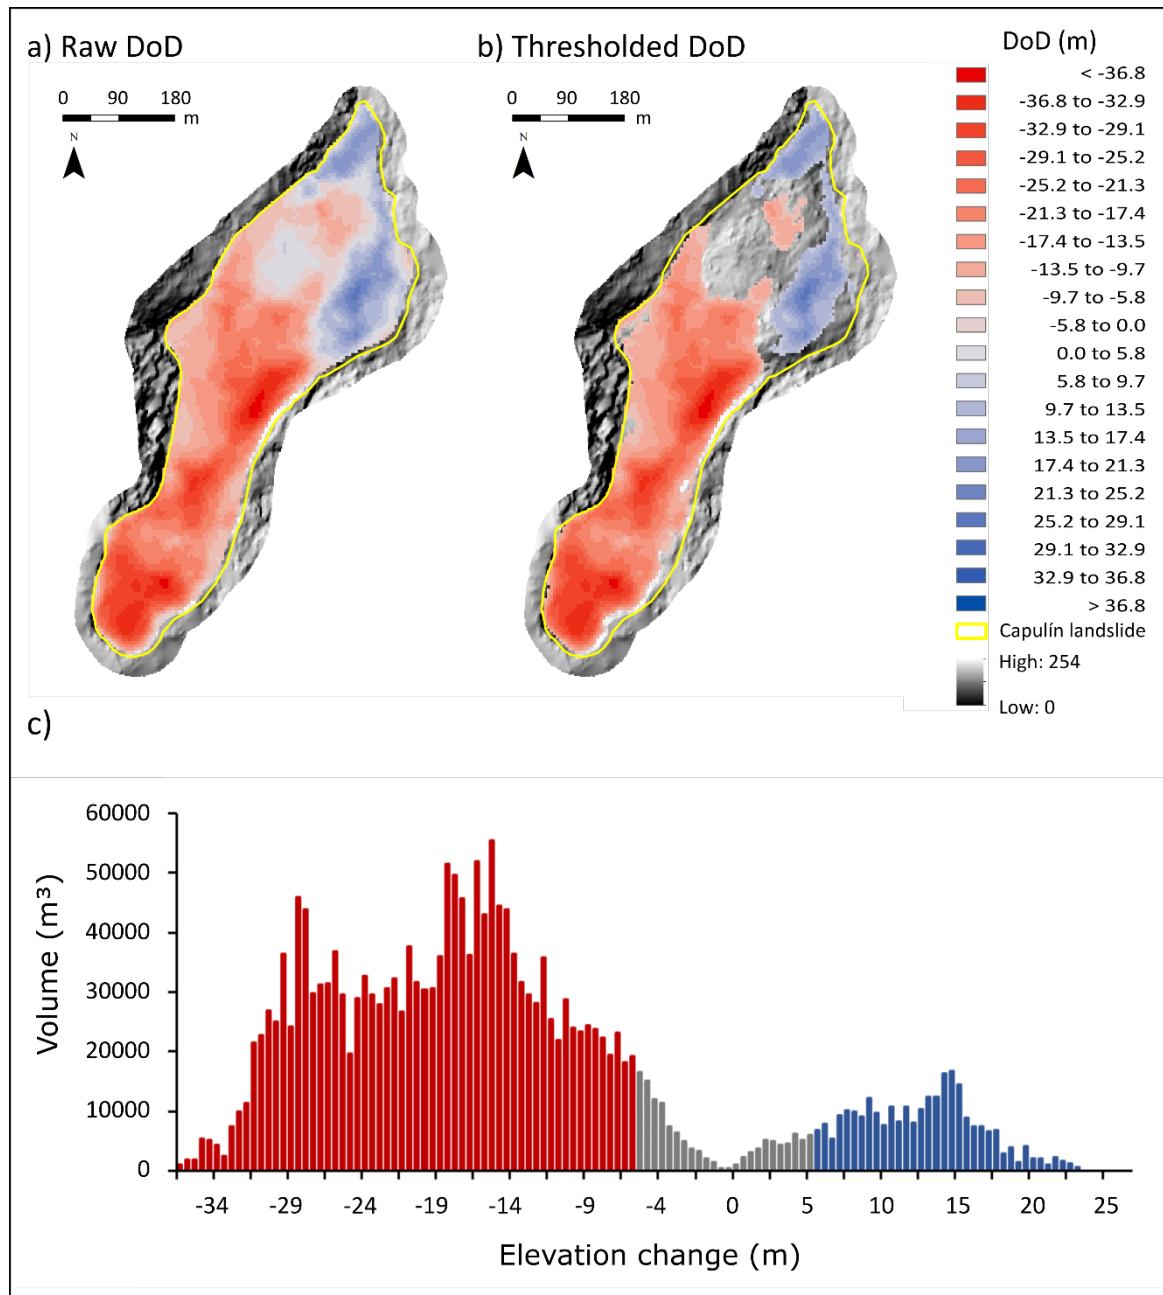 a) Raw DoD
b) Thresholded DoD
DoD (m)
0 90 180
m
N
0 90 180
m
N
< -36.8
-36.8 to -32.9
-32.9 to -29.1
-29.1 to -25.2
-25.2 to -21.3
-21.3 to -17.4
-17.4 to -13.5
-13.5 to -9.7
-9.7 to -5.8
-5.8 to 0.0
0.0 to 5.8
5.8 to 9.7
9.7 to 13.5
13.5 to 17.4
17.4 to 21.3
21.3 to 25.2
25.2 to 29.1
29.1 to 32.9
32.9 to 36.8
> 36.8
Capulín landslide
High: 254
Low: 0
c)
Volume (m³)
60000
50000
40000
30000
20000
10000
0
-34 -29 -24 -19 -14 -9 -4 0 5 10 15 20 25
Elevation change (m)